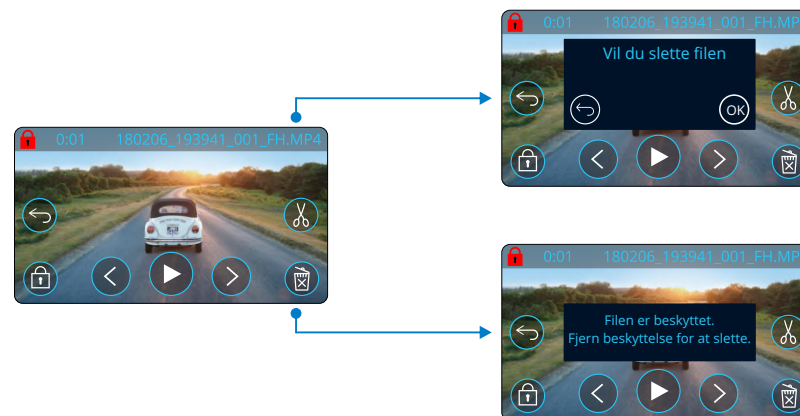 0:01 180206_193941_001_FH.MP4
0:01 180206_193941_001_FH.MP
Vil du slette filen
OK
0:01 180206_193941_001_FH.MP
Filen er beskyttet.
Fjern beskyttelse for at slette.